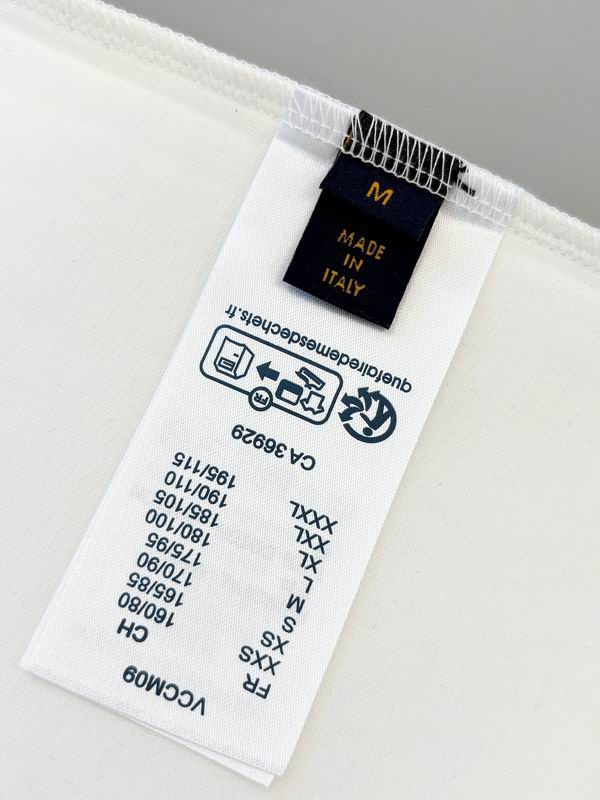 M
MADE
IN
ITALY
VCCM09
FR CH
XXS 160/80
XS 165/85
S 170/90
M 175/95
L 180/100
XL 185/105
XXL 190/110
XXXL 195/115
CA 36929
FR
quefairedemesdechets.fr